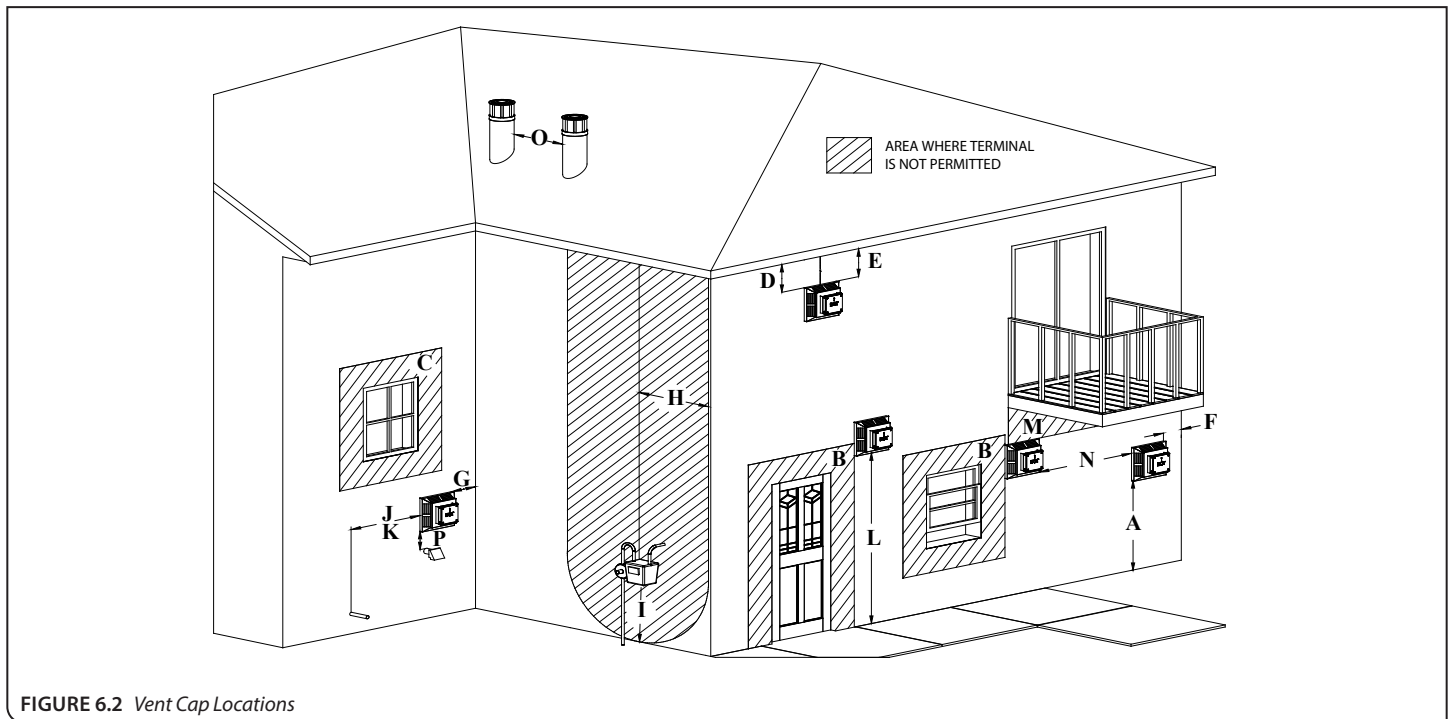 O
AREA WHERE TERMINAL
IS NOT PERMITTED
D
E
C
H
F
M
B
B
N
G
J
K
P
A
L
I
FIGURE 6.2 Vent Cap Locations